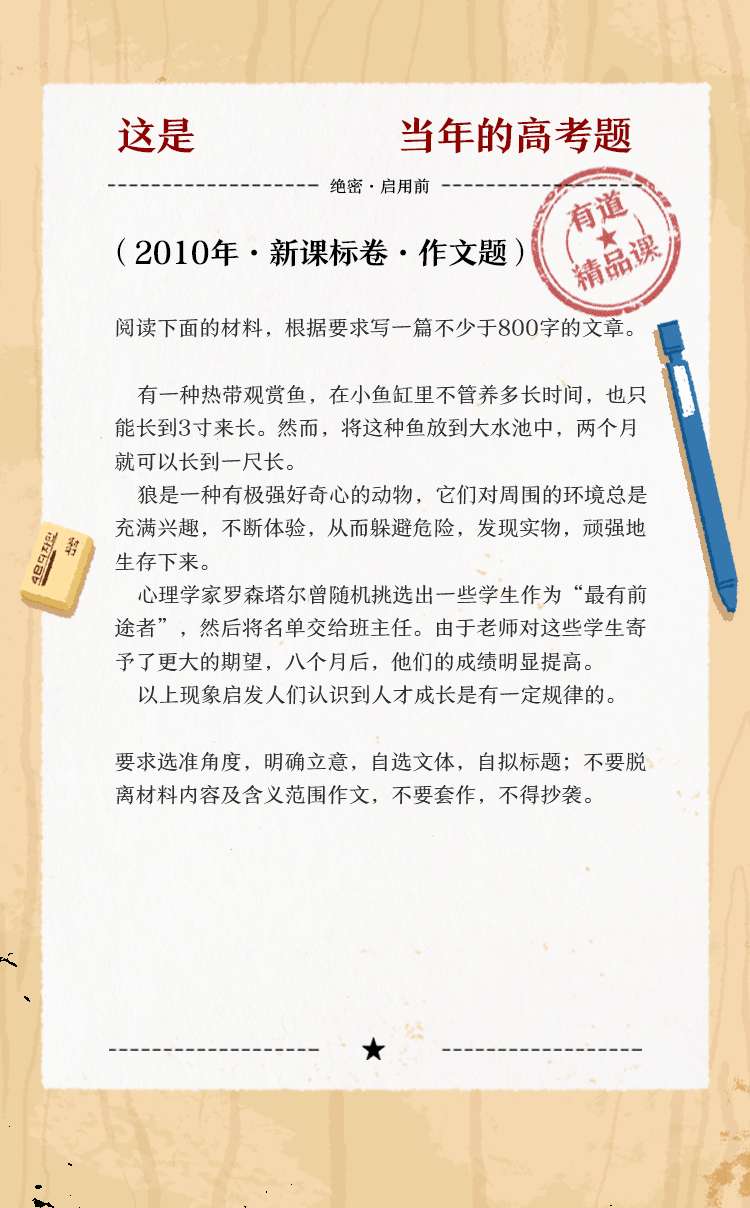 这是 当年的高考题
绝密·启用前
（2010年·新课标卷·作文题）
有道
精品课
阅读下面的材料，根据要求写一篇不少于800字的文章。
有一种热带观赏鱼，在小鱼缸里不管养多长时间，也只
能长到3寸来长。然而，将这种鱼放到大水池中，两个月
就可以长到一尺长。
狼是一种有极强好奇心的动物，它们对周围的环境总是
充满兴趣，不断体验，从而躲避危险，发现实物，顽强地
生存下来。
心理学家罗森塔尔曾随机挑选出一些学生作为“最有前
途者”，然后将名单交给班主任。由于老师对这些学生寄
予了更大的期望，八个月后，他们的成绩明显提高。
以上现象启发人们认识到人才成长是有一定规律的。
要求选准角度，明确立意，自选文体，自拟标题；不要脱
离材料内容及含义范围作文，不要套作，不得抄袭。